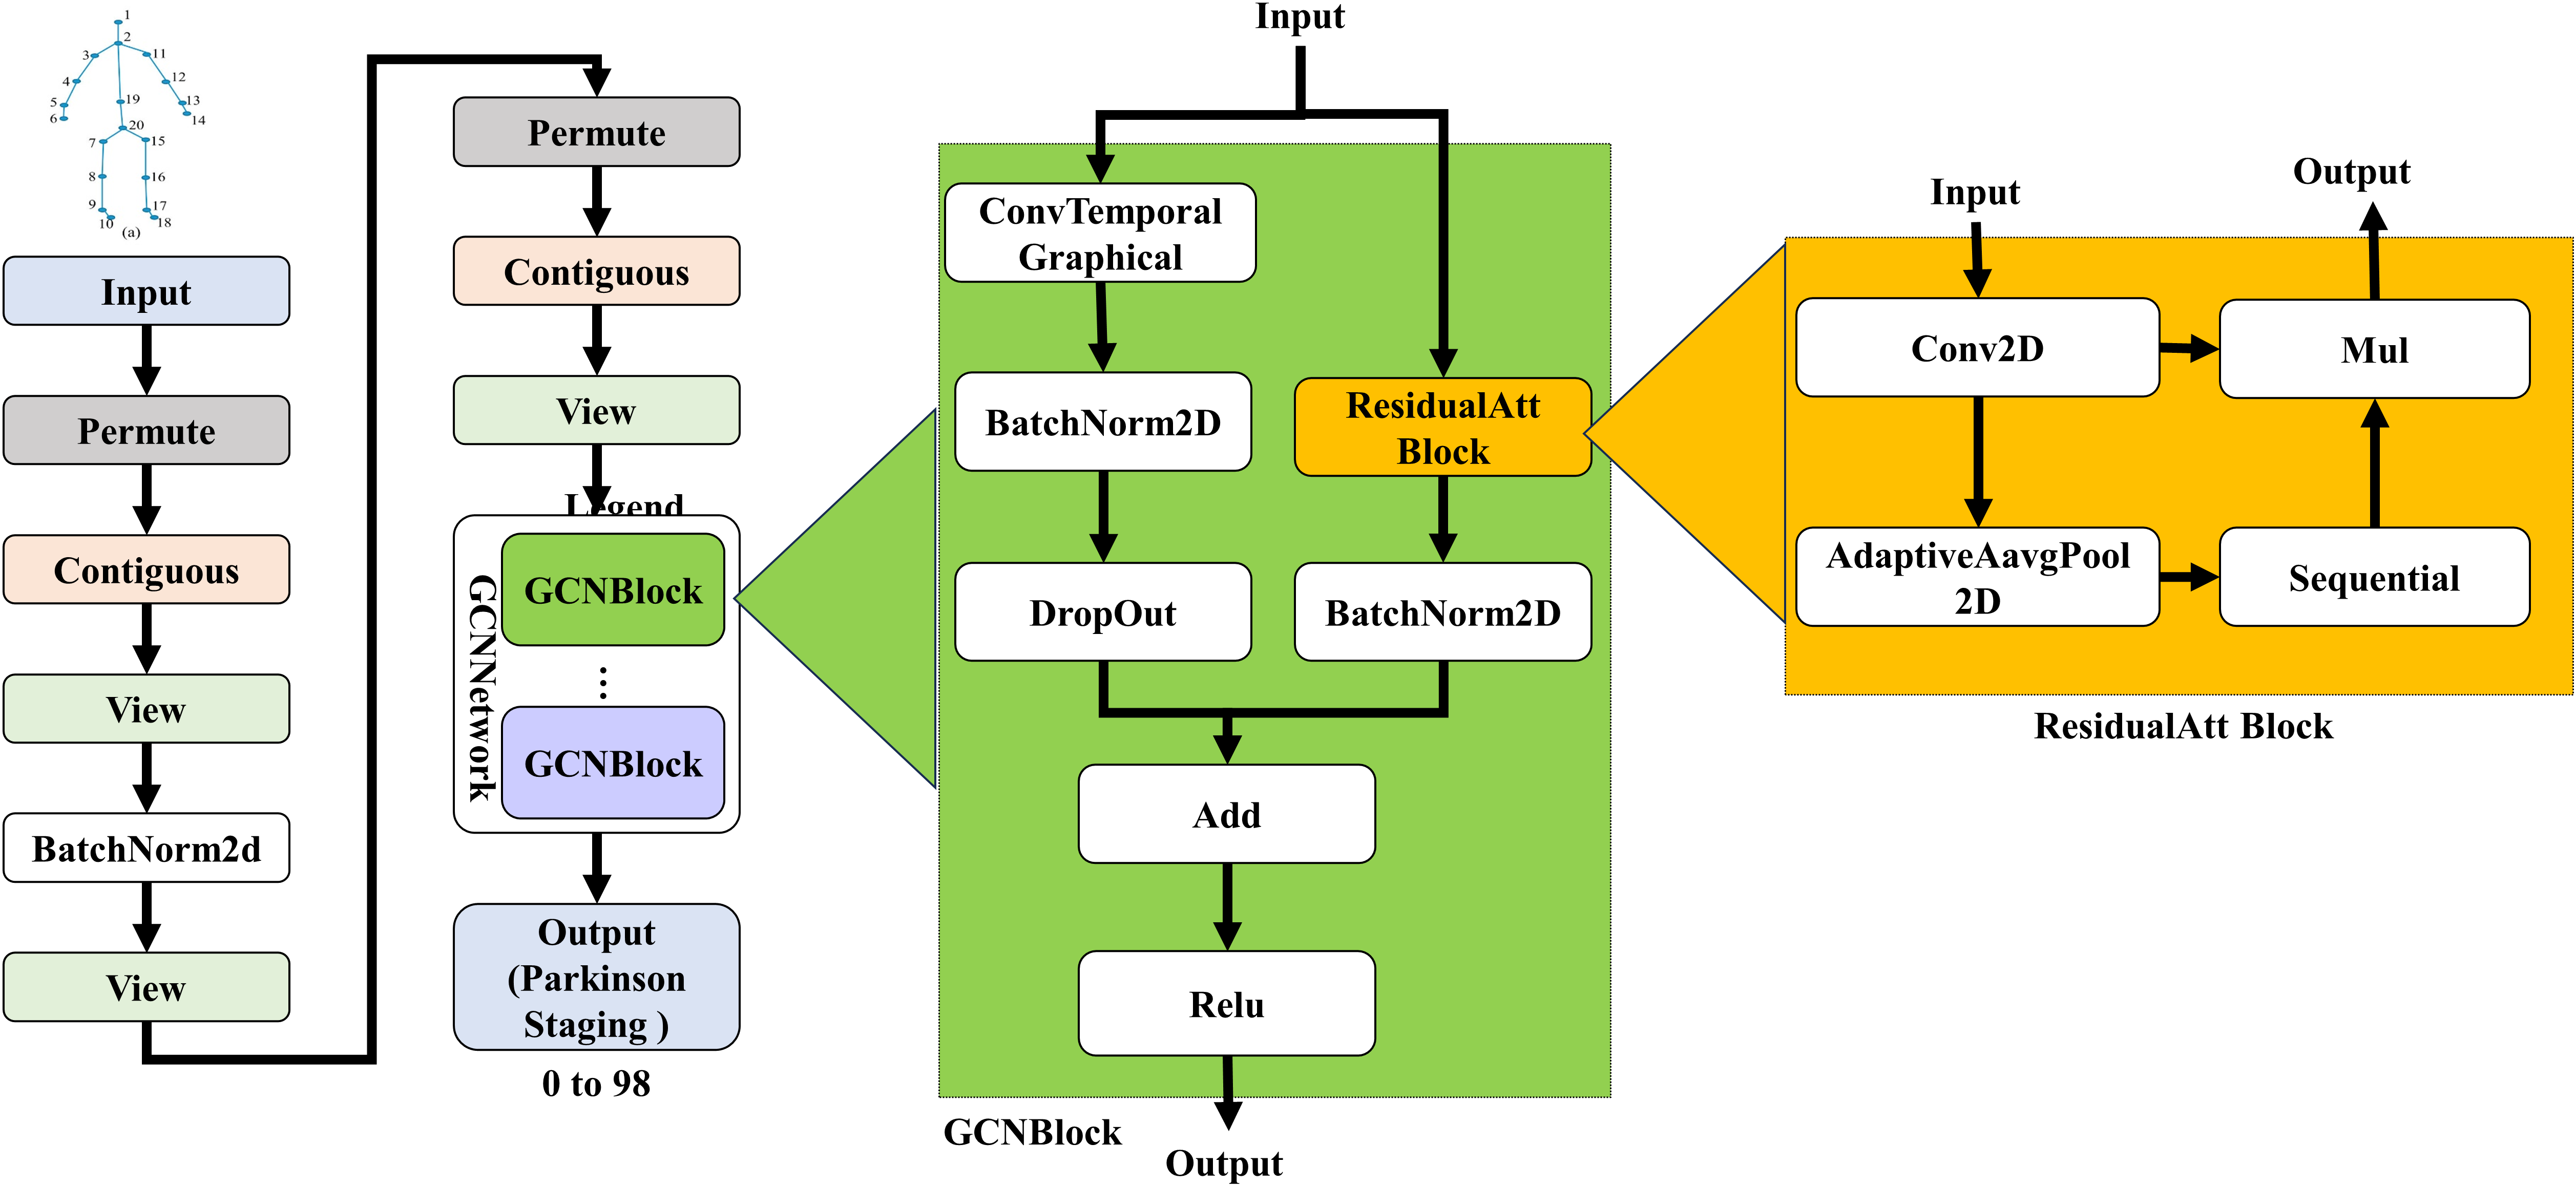 1
2
3
11
4
12
5
13
6
14
19
20
7
15
8
16
9
17
10
18
(a)
Input
Permute
Contiguous
View
BatchNorm2d
View
Permute
Contiguous
View
Legend
GCNNetwork
GCNBlock
...
GCNBlock
Output
(Parkinson
Staging )
0 to 98
Input
ConvTemporal
Graphical
BatchNorm2D
ResidualAtt
Block
DropOut
BatchNorm2D
Add
Relu
GCNBlock
Output
Input
Output
Conv2D
Mul
AdaptiveAavgPool
2D
Sequential
ResidualAtt Block